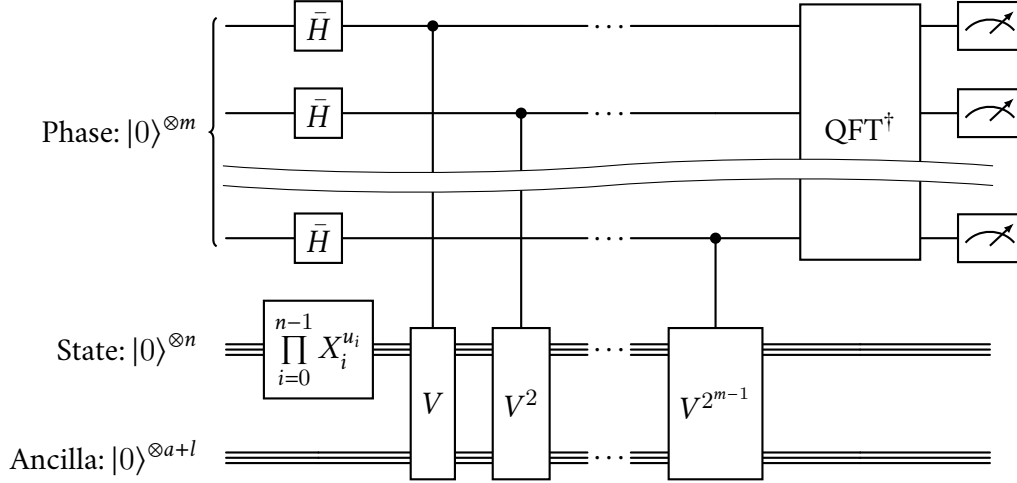 H̄
Phase: |0⟩^{⊗m} H̄ QFT†
...
H̄
...
State: |0⟩^{⊗n} ∏_{i=0}^{n−1} X_i^{u_i} ...
V V^2 V^{2^{m−1}}
Ancilla: |0⟩^{⊗a+l} ...